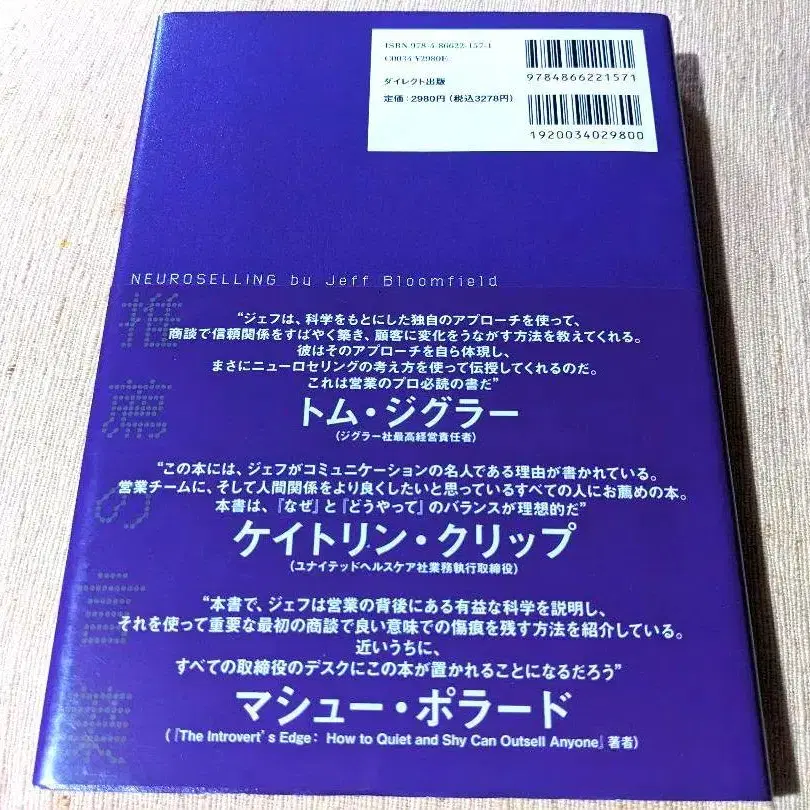 ISBN 978-4-86622-157-1
C0034 ¥2980E
ダイレクト出版
定価：2980円（税込3278円）
9784866221571
1920034029800
NEUROSELLING by Jeff Bloomfield
推薦の言葉
“ジェフは、科学をもとにした独自のアプローチを使って、
商談で信頼関係をすばやく築き、顧客に変化をうながす方法を教えてくれる。
彼はそのアプローチを自ら体現し、
まさにニューロセリングの考え方を使って伝授してくれるのだ。
これは営業のプロ必読の書だ”
トム・ジグラー
（ジグラー社最高経営責任者）
“この本には、ジェフがコミュニケーションの名人である理由が書かれている。
営業チームに、そして人間関係をより良くしたいと思っているすべての人にお薦めの本。
本書は、『なぜ』と『どうやって』のバランスが理想的だ”
ケイトリン・クリップ
（ユナイテッドヘルスケア社業務執行取締役）
“本書で、ジェフは営業の背後にある有益な科学を説明し、
それを使って重要な最初の商談で良い意味での傷痕を残す方法を紹介している。
近いうちに、
すべての取締役のデスクにこの本が置かれることになるだろう”
マシュー・ポラード
（『The Introvert's Edge： How to Quiet and Shy Can Outsell Anyone』著者）